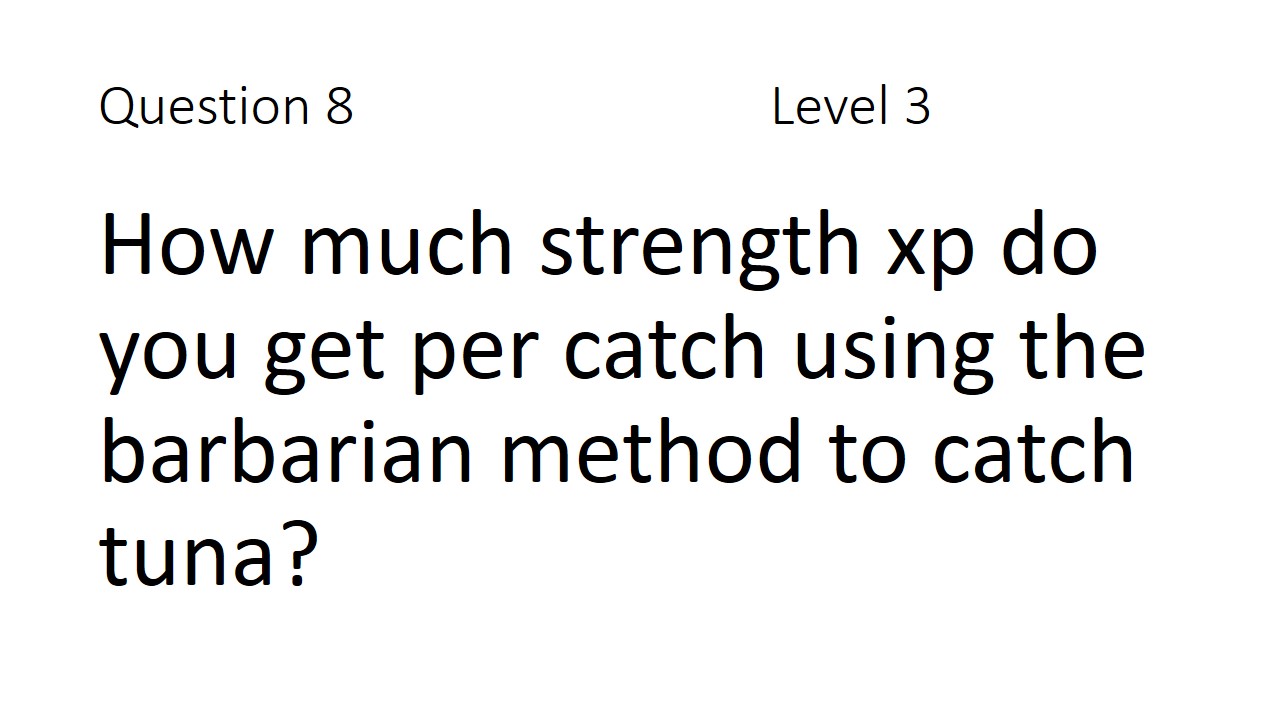 Question 8 Level 3
How much strength xp do
you get per catch using the
barbarian method to catch
tuna?